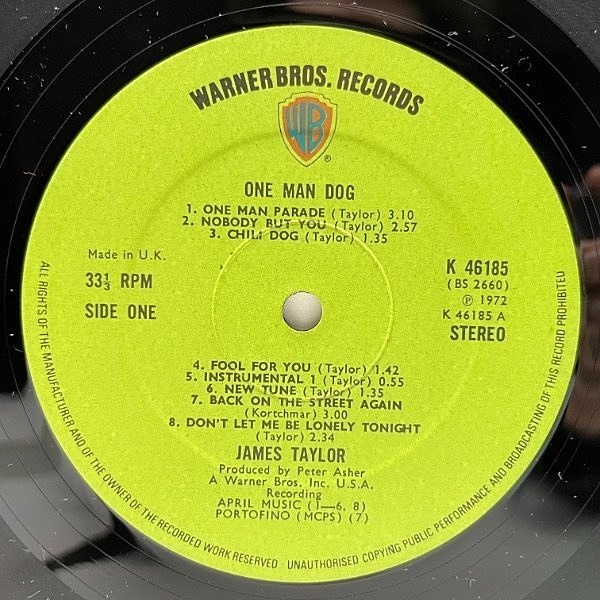 WARNER BROS. RECORDS
WB
®
ONE MAN DOG
1. ONE MAN PARADE (Taylor) 3.10
2. NOBODY BUT YOU (Taylor) 2.57
3. CHILI DOG (Taylor) 1.35
Made in U.K.
33⅓ RPM
SIDE ONE
K 46185
(BS 2660)
℗ 1972
K 46185 A
STEREO
4. FOOL FOR YOU (Taylor) 1.42
5. INSTRUMENTAL 1 (Taylor) 0.55
6. NEW TUNE (Taylor) 1.35
7. BACK ON THE STREET AGAIN
(Kortchmar) 3.00
8. DON'T LET ME BE LONELY TONIGHT
(Taylor) 2.34
JAMES TAYLOR
Produced by Peter Asher
A Warner Bros. Inc. U.S.A.
Recording
APRIL MUSIC (1—6, 8)
PORTOFINO (MCPS) (7)
ALL RIGHTS OF THE MANUFACTURER AND OF THE OWNER OF THE RECORDED WORK RESERVED · UNAUTHORISED COPYING PUBLIC PERFORMANCE AND BROADCASTING OF THIS RECORD PROHIBITED